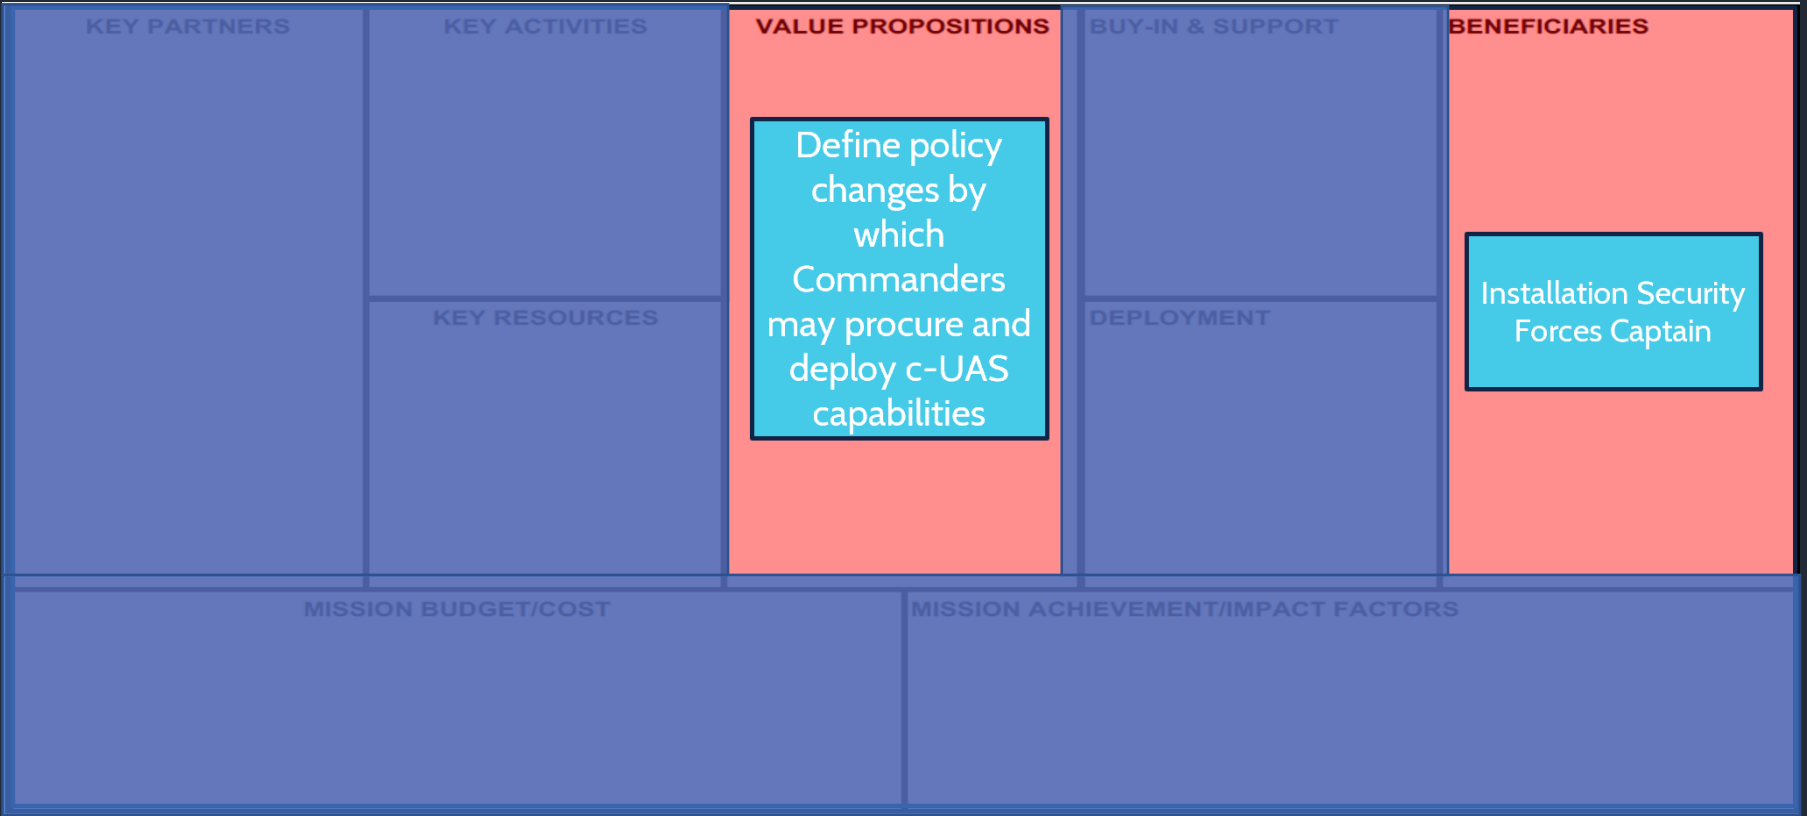 KEY PARTNERS
KEY ACTIVITIES
VALUE PROPOSITIONS
BUY-IN & SUPPORT
BENEFICIARIES
Define policy
changes by
which
Commanders
may procure and
deploy c-UAS
capabilities
Installation Security
Forces Captain
KEY RESOURCES
DEPLOYMENT
MISSION BUDGET/COST
MISSION ACHIEVEMENT/IMPACT FACTORS